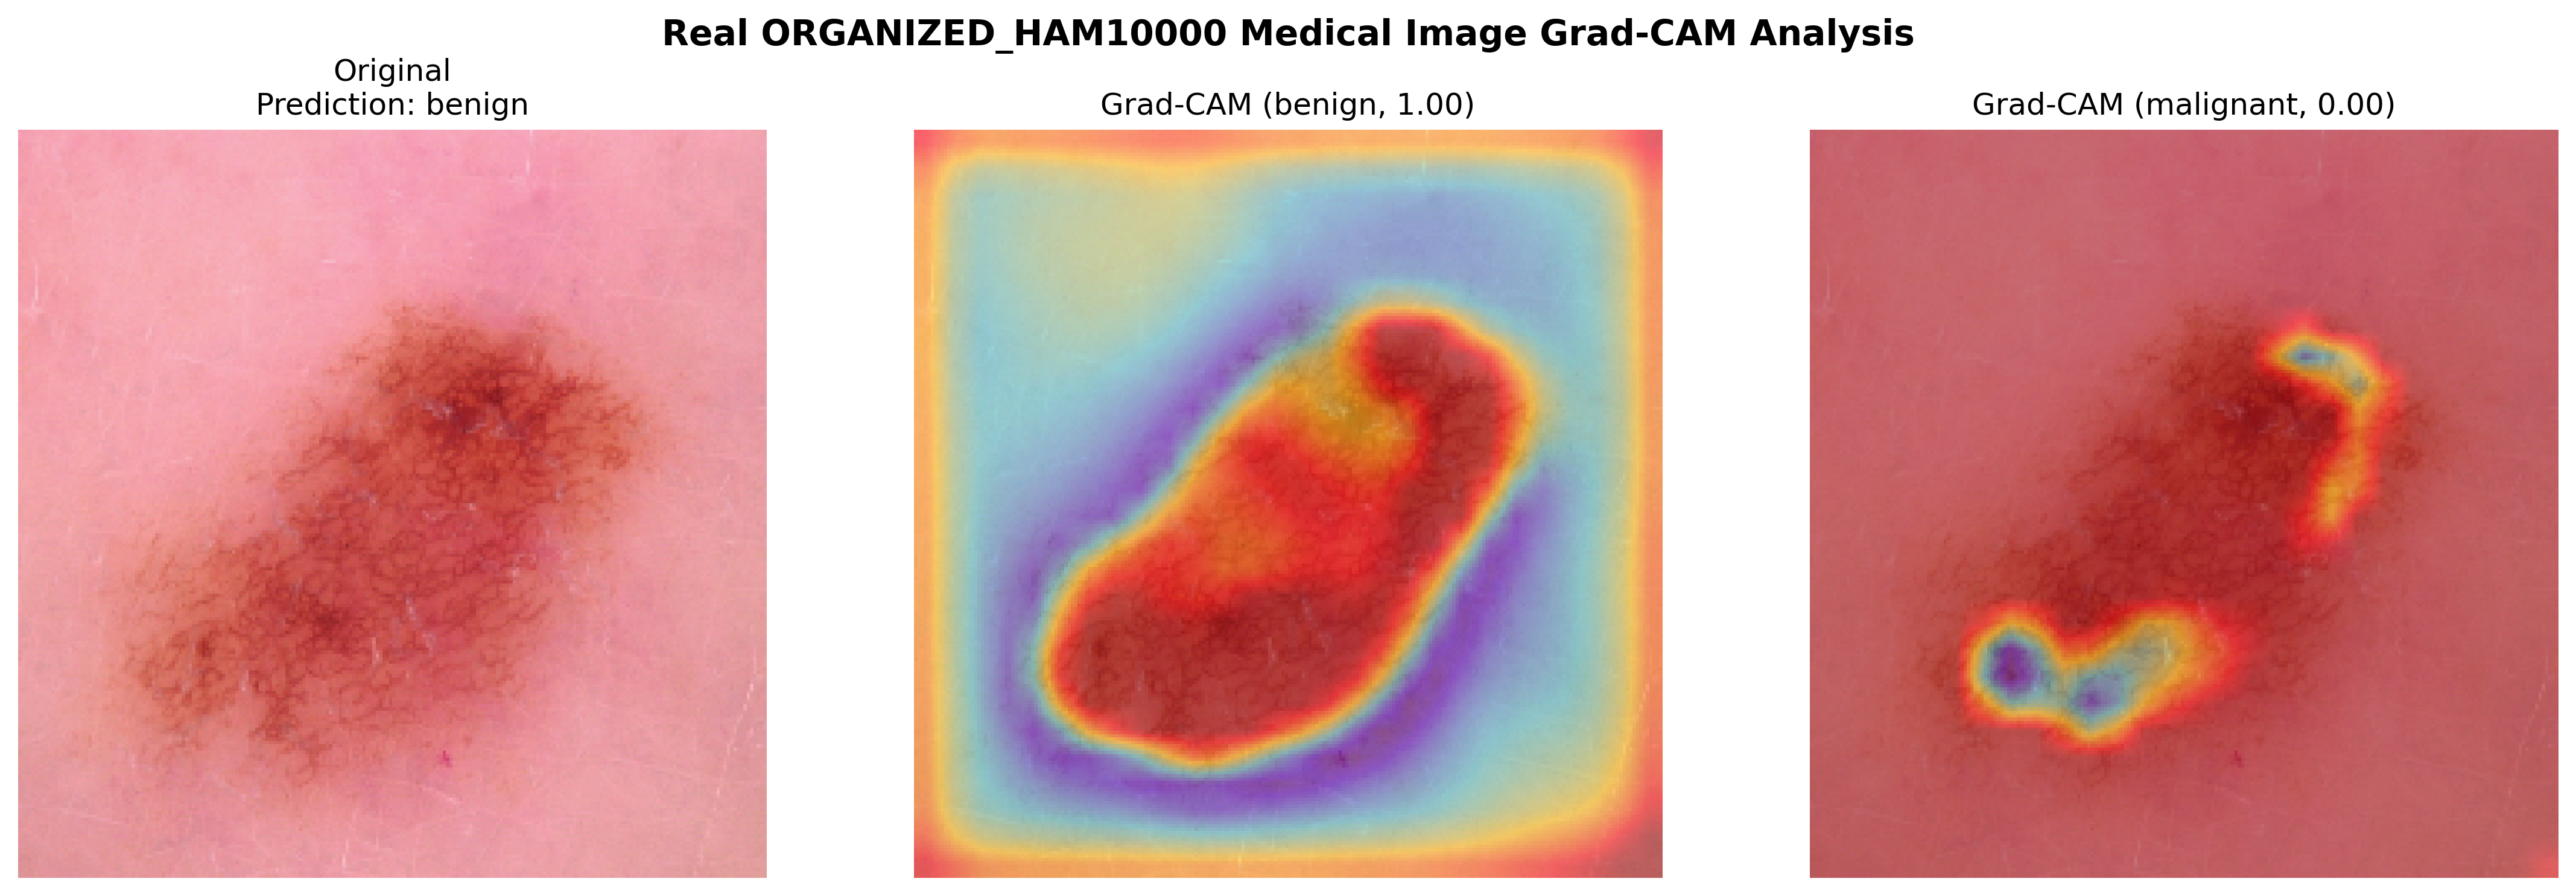 Real ORGANIZED_HAM10000 Medical Image Grad-CAM Analysis
Original
Prediction: benign
Grad-CAM (benign, 1.00)
Grad-CAM (malignant, 0.00)